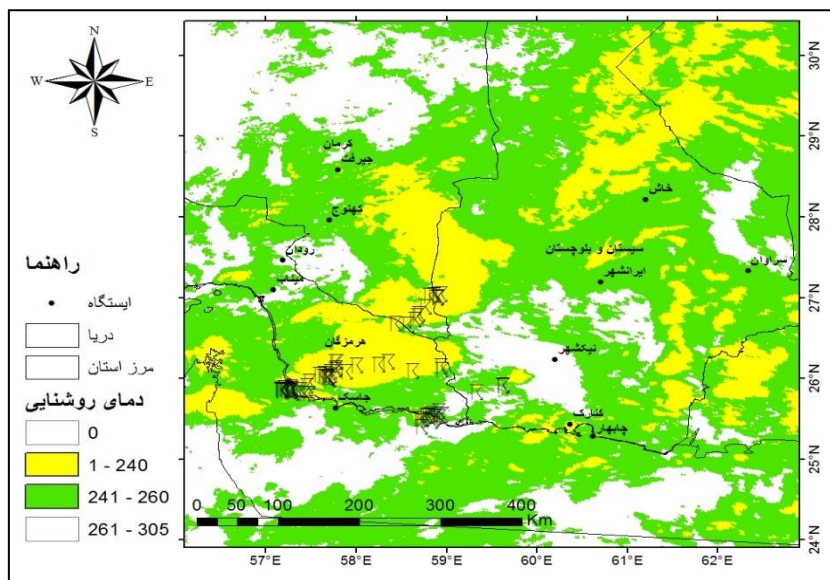 N
W
E
S
راهنما
ایستگاه
دریا
مرز استان
دمای روشنایی
0
1 - 240
241 - 260
261 - 305
کرمان
جیرفت
کهنوج
رودان
میناب
هرمزگان
جاسک
خاش
سیستان و بلوچستان
ایرانشهر
سراوان
نیکشهر
کنارک
چابهار
0 50 100 200 300 400
Km
57°E 58°E 59°E 60°E 61°E 62°E
30°N
29°N
28°N
27°N
26°N
25°N
24°N